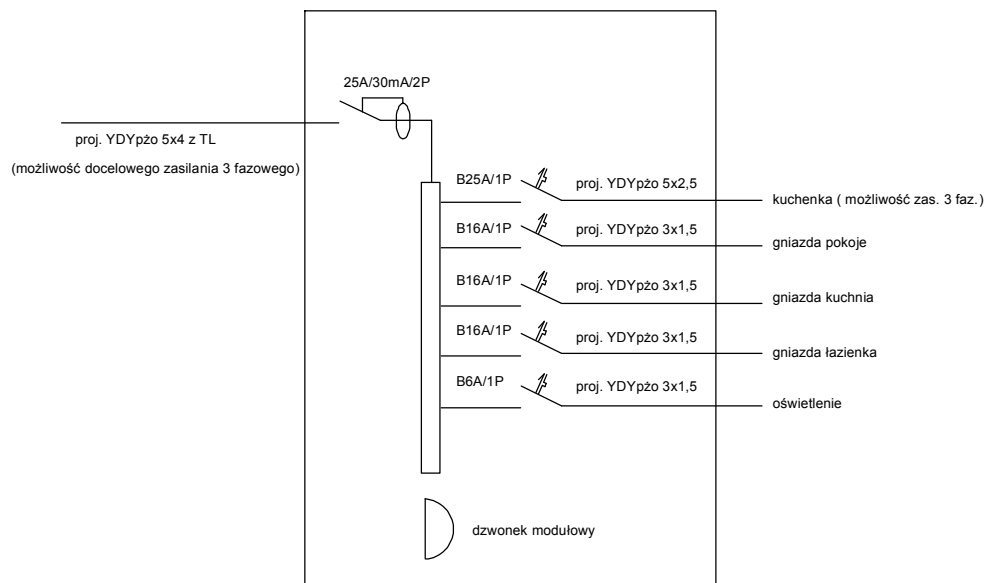 25A/30mA/2P
proj. YDYpżo 5x4 z TL
(możliwość docelowego zasilania 3 fazowego)
B25A/1P
proj. YDYpżo 5x2,5
kuchenka ( możliwość zas. 3 faz.)
B16A/1P
proj. YDYpżo 3x1,5
gniazda pokoje
B16A/1P
proj. YDYpżo 3x1,5
gniazda kuchnia
B16A/1P
proj. YDYpżo 3x1,5
gniazda łazienka
B6A/1P
proj. YDYpżo 3x1,5
oświetlenie
dzwonek modułowy